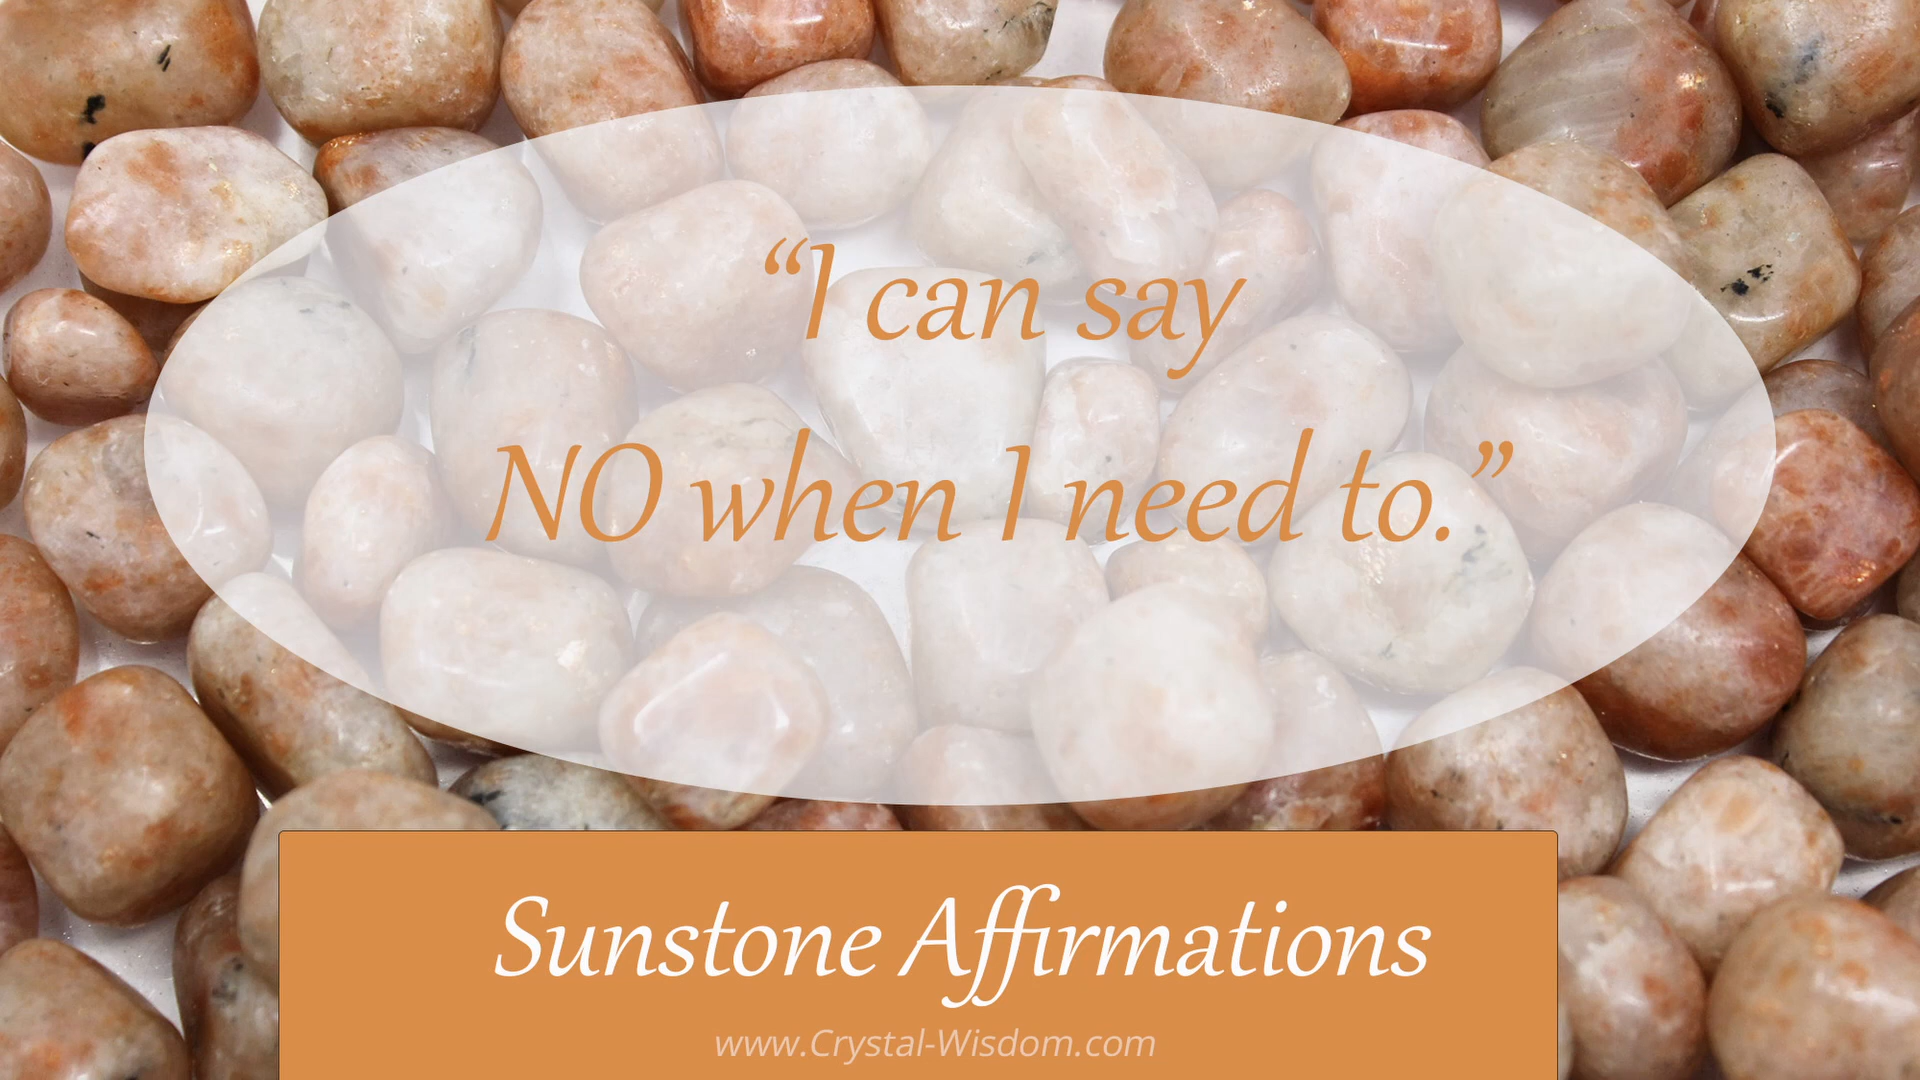 “I can say
NO when I need to.”
Sunstone Affirmations
www.Crystal-Wisdom.com